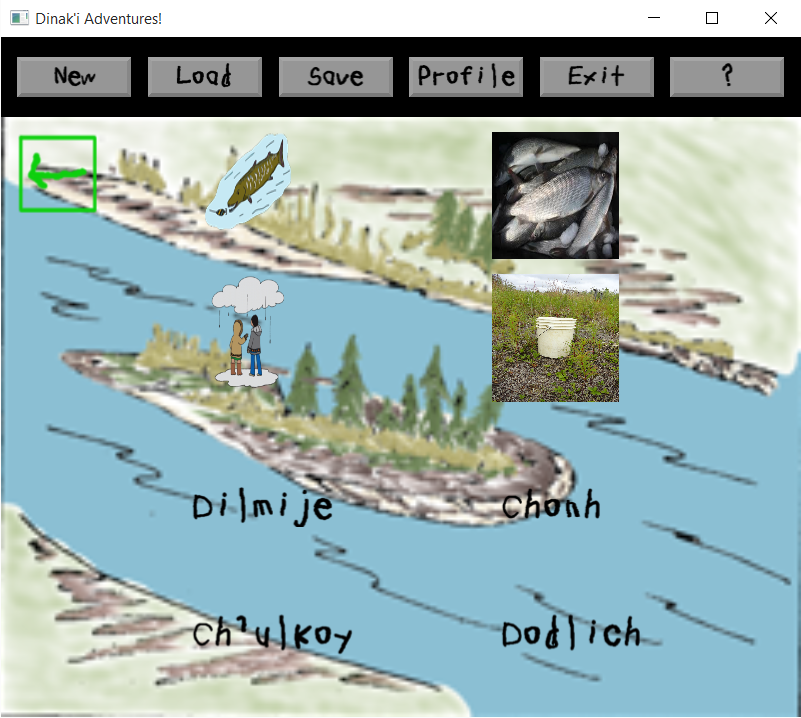 Dinak'i Adventures!
New Load Save Profile Exit ?
Dilmije Chonh
Ch'ulkoy Dodlich